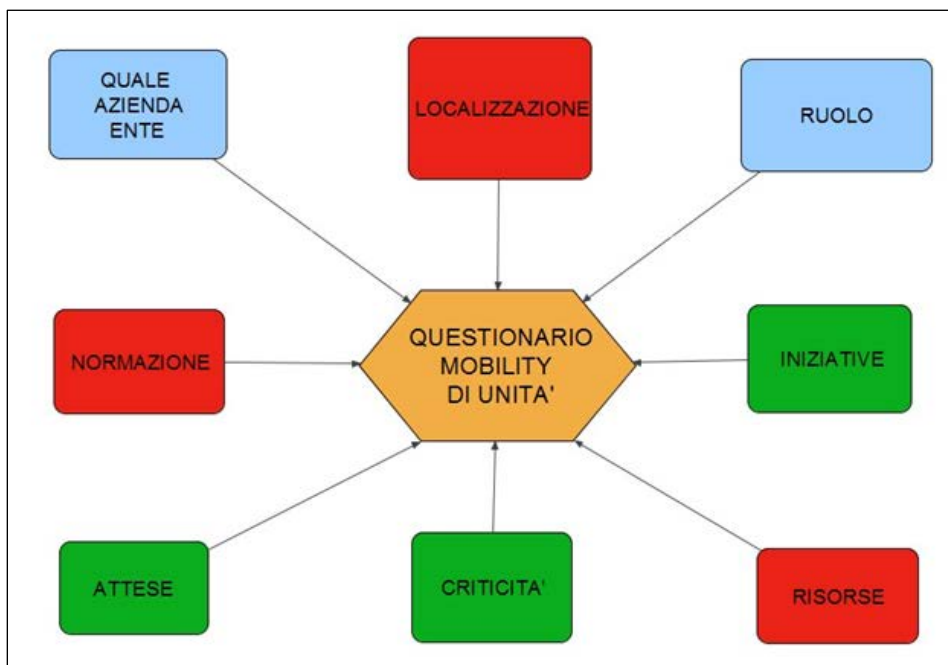 QUALE
AZIENDA
ENTE
LOCALIZZAZIONE
RUOLO
NORMAZIONE
QUESTIONARIO
MOBILITY
DI UNITA'
INIZIATIVE
ATTESE
CRITICITA'
RISORSE